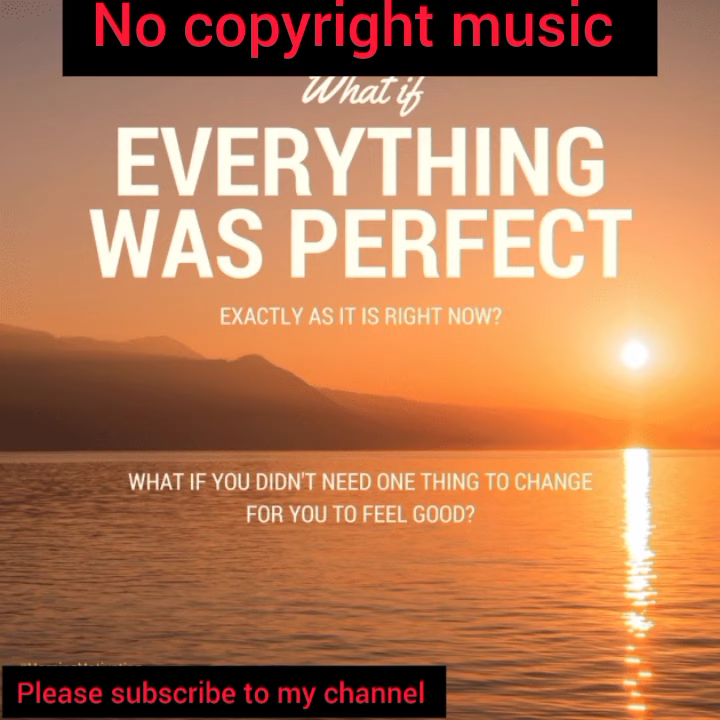 No copyright music
What if
EVERYTHING
WAS PERFECT
EXACTLY AS IT IS RIGHT NOW?
WHAT IF YOU DIDN'T NEED ONE THING TO CHANGE
FOR YOU TO FEEL GOOD?
Please subscribe to my channel